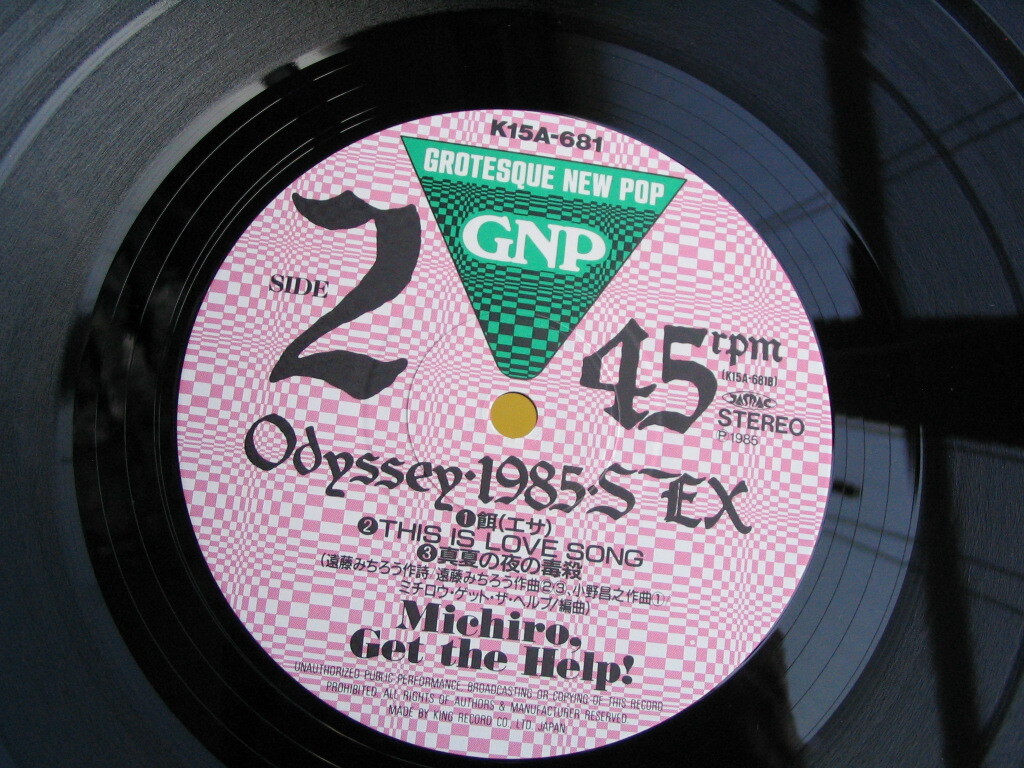 K15A-681
GROTESQUE NEW POP
GNP
SIDE 2
45 rpm
(K15A-681B)
JASRAC
STEREO
P 1985
Odyssey·1985·SEX
❶餌(エサ)
❷THIS IS LOVE SONG
❸真夏の夜の毒殺
(遠藤みちろう作詩/遠藤みちろう作曲2・3、小野昌之作曲①
ミチロウ・ゲット・ザ・ヘルプ/編曲)
Michiro,
Get the Help!
UNAUTHORIZED PUBLIC PERFORMANCE, BROADCASTING OR COPYING OF THIS RECORD
PROHIBITED. ALL RIGHTS OF AUTHORS & MANUFACTURER RESERVED.
MADE BY KING RECORD CO., LTD. JAPAN